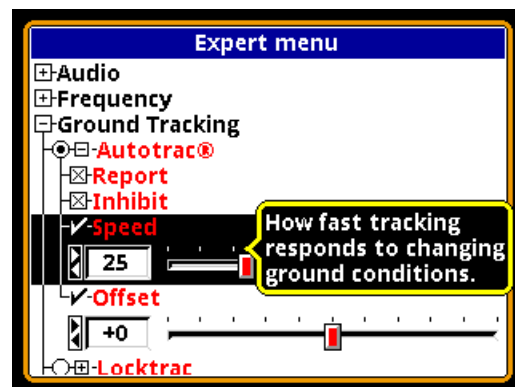 Expert menu
Audio
Frequency
Ground Tracking
Autotrac®
Report
Inhibit
Speed
How fast tracking
responds to changing
ground conditions.
25
Offset
+0
Locktrac